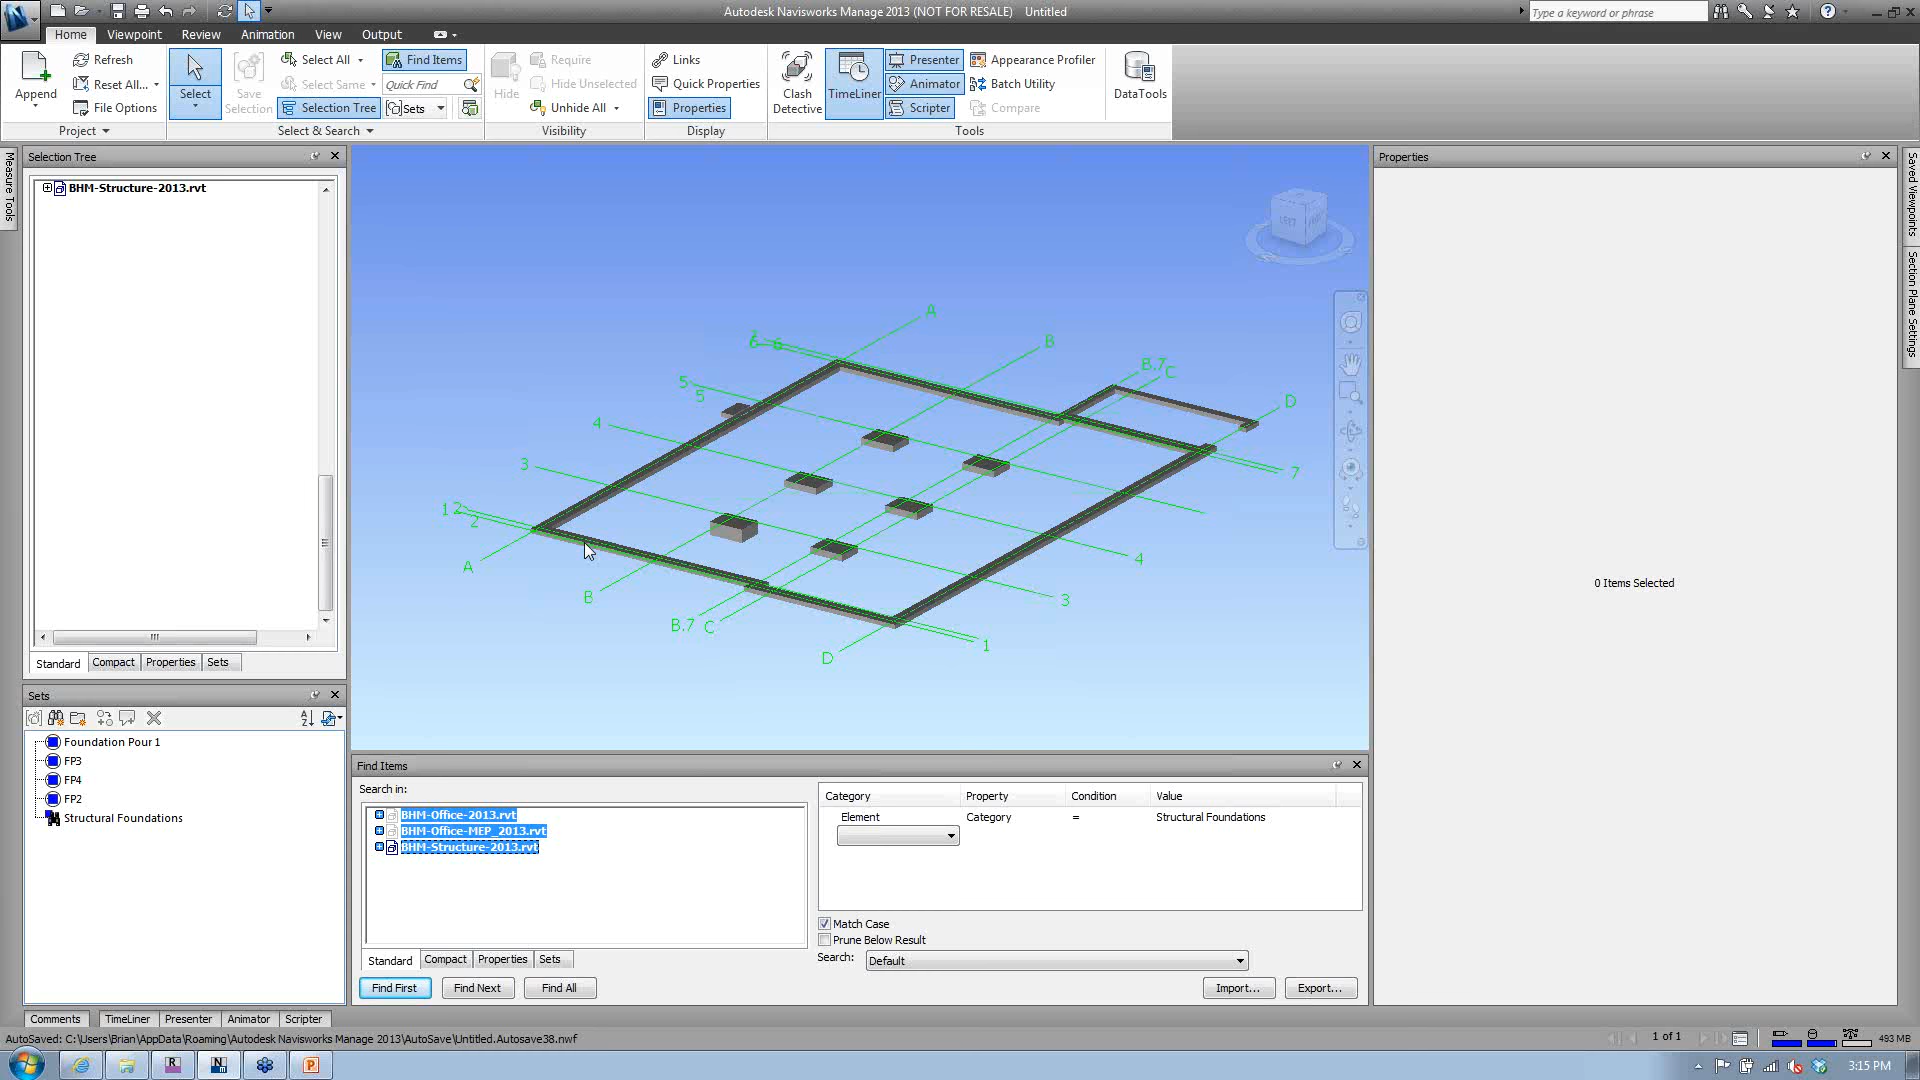 Autodesk Navisworks Manage 2013 (NOT FOR RESALE) Untitled
Type a keyword or phrase
Home Viewpoint Review Animation View Output
Append
Refresh
Reset All...
File Options
Project
Select
Save Selection
Select All
Select Same
Selection Tree
Find Items
Quick Find
Sets
Select & Search
Hide
Require
Hide Unselected
Unhide All
Visibility
Links
Quick Properties
Properties
Display
Clash Detective
TimeLiner
Presenter
Animator
Scripter
Appearance Profiler
Batch Utility
Compare
Tools
DataTools
Measure Tools
Selection Tree
BHM-Structure-2013.rvt
Standard Compact Properties Sets
Sets
Foundation Pour 1
FP3
FP4
FP2
Structural Foundations
LEFT
A
B
B.7
C
D
6
6
5
5
4
3
1 2
2
A
B
B.7
C
D
1
3
4
7
Find Items
Search in:
BHM-Office-2013.rvt
BHM-Office-MEP_2013.rvt
BHM-Structure-2013.rvt
Standard Compact Properties Sets
Find First Find Next Find All
Category Property Condition Value
Element Category = Structural Foundations
Match Case
Prune Below Result
Search: Default
Import... Export...
Properties
0 Items Selected
Saved Viewpoints
Section Plane Settings
Comments TimeLiner Presenter Animator Scripter
AutoSaved: C:\Users\Brian\AppData\Roaming\Autodesk Navisworks Manage 2013\AutoSave\Untitled.Autosave38.nwf
1 of 1
493 MB
3:15 PM